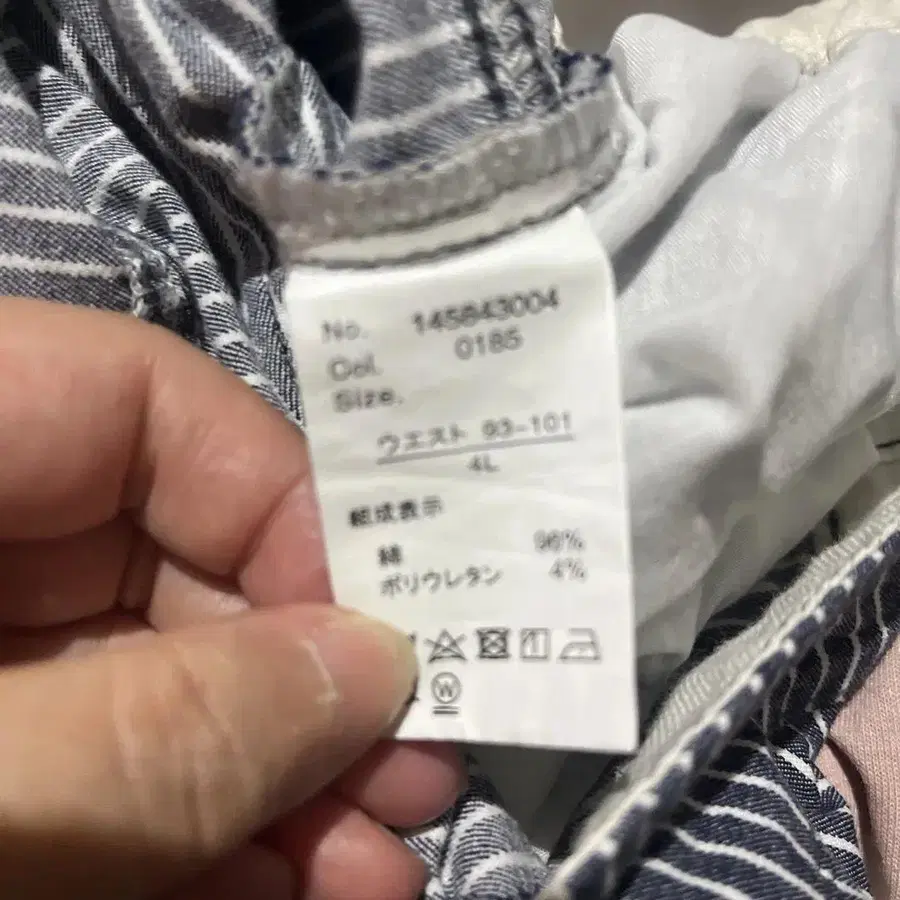 No. 145843004
Col. 0185
Size.
ウエスト 93-101
4L
組成表示
綿 96%
ポリウレタン 4%
W